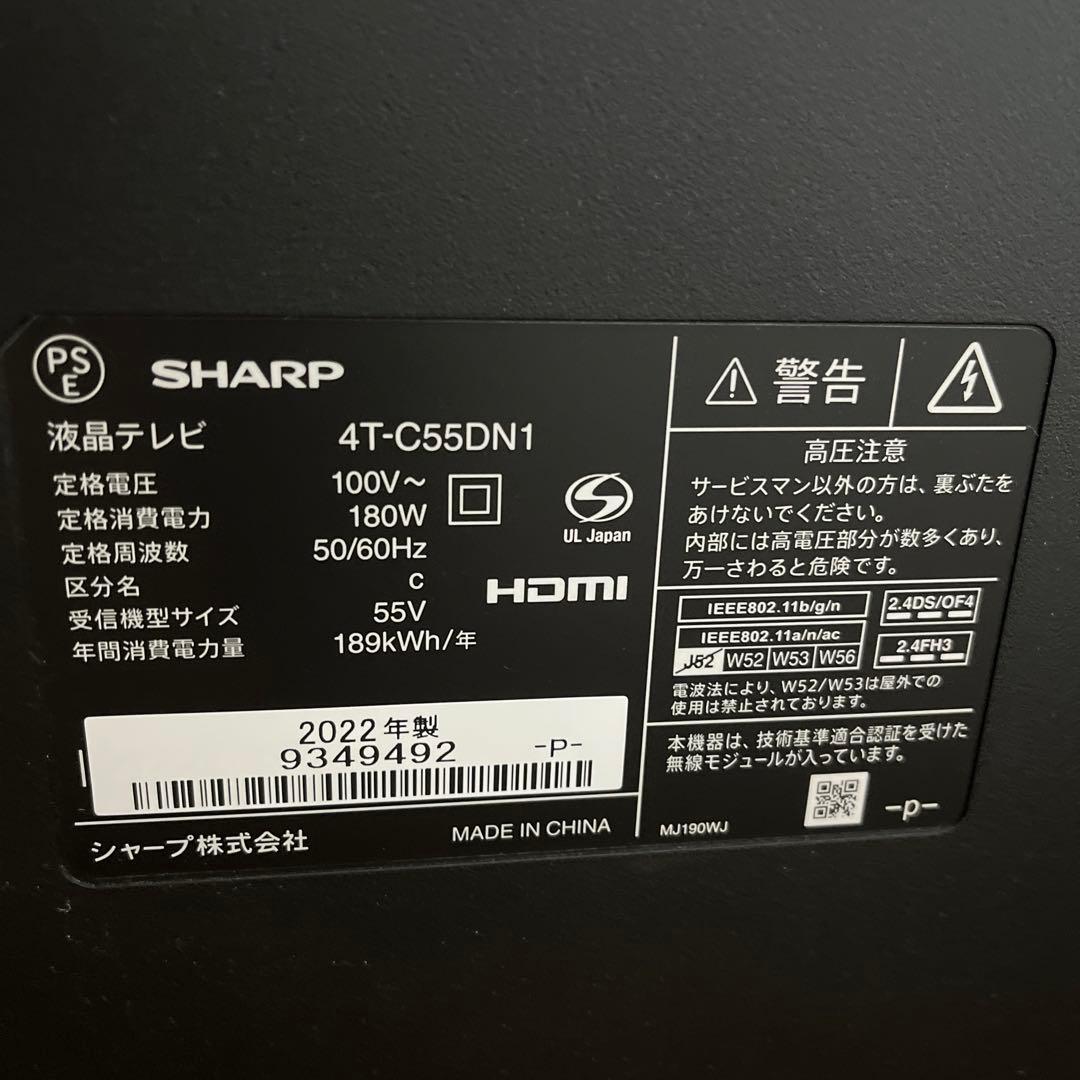 PSE
SHARP
液晶テレビ 4T-C55DN1
定格電圧 100V～
定格消費電力 180W
定格周波数 50/60Hz
区分名 C
受信機型サイズ 55V
年間消費電力量 189kWh/年
S
UL Japan
HDMI
2022年製
9349492 -P-
シャープ株式会社 MADE IN CHINA
警告
高圧注意
サービスマン以外の方は、裏ぶたを
あけないでください。
内部には高電圧部分が数多くあり、
万一さわると危険です。
IEEE802.11b/g/n 2.4DS/OF4
IEEE802.11a/n/ac 2.4FH3
J52 W52 W53 W56
電波法により、W52/W53は屋外での
使用は禁止されております。
本機器は、技術基準適合認証を受けた
無線モジュールが入っています。
MJ190WJ -p-